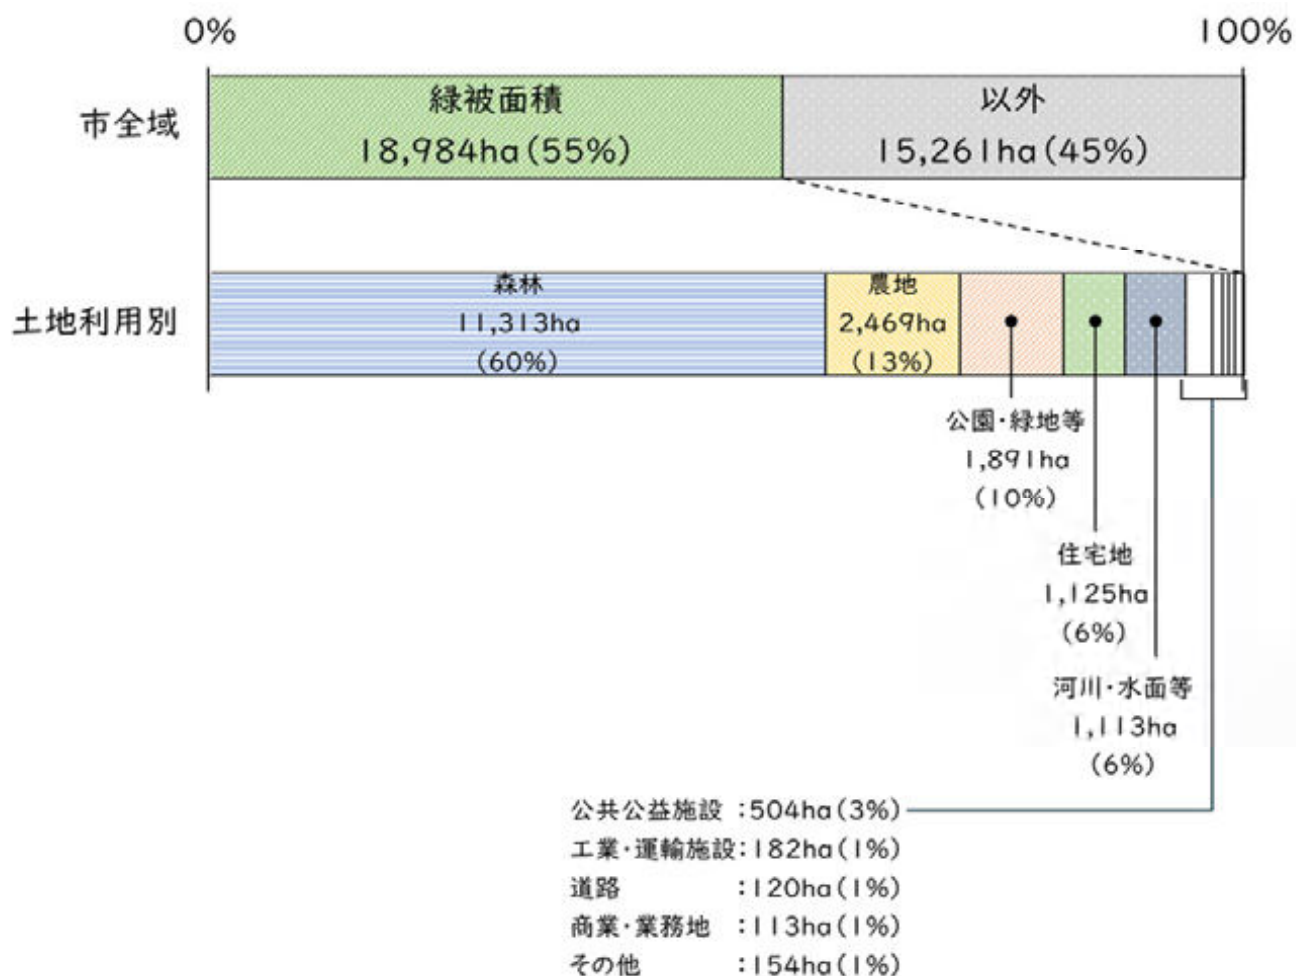 0%
100%
市全域
緑被面積
18,984ha(55%)
以外
15,261ha(45%)
土地利用別
森林
11,313ha
(60%)
農地
2,469ha
(13%)
公園・緑地等
1,891ha
(10%)
住宅地
1,125ha
(6%)
河川・水面等
1,113ha
(6%)
公共公益施設 :504ha(3%)
工業・運輸施設:182ha(1%)
道路 :120ha(1%)
商業・業務地 :113ha(1%)
その他 :154ha(1%)